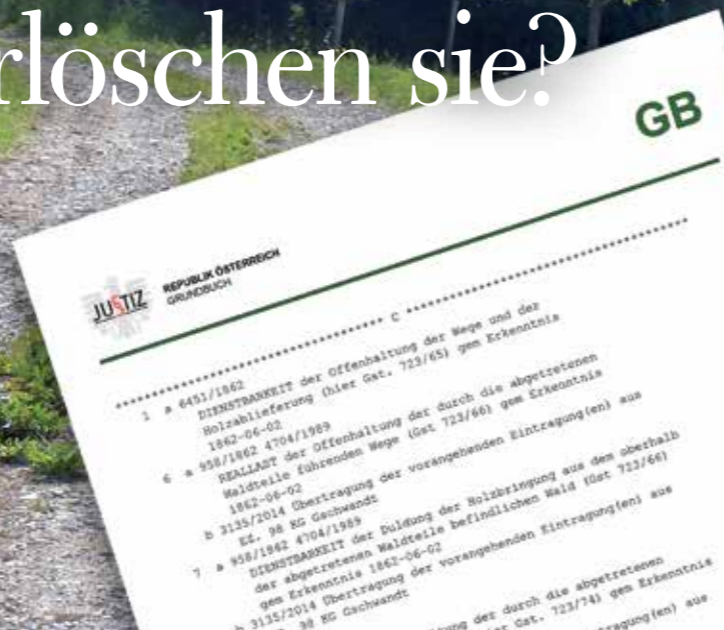 rlöschen sie?
GB
JUSTIZ
REPUBLIK ÖSTERREICH
GRUNDBUCH
********************************* C *********************************
1 a 6451/1862
DIENSTBARKEIT der Offenhaltung der Wege und der
Holzablieferung (hier Gst. 723/65) gem Erkenntnis
1862-06-02
6 a 958/1862 4704/1989
REALLAST der Offenhaltung der durch die abgetretenen
Waldteile führenden Wege (Gst 723/66) gem Erkenntnis
1862-06-02
b 3135/2014 Übertragung der vorangehenden Eintragung(en) aus
EZ. 98 KG Gschwandt
7 a 958/1862 4704/1989
DIENSTBARKEIT der Duldung der Holzbringung aus dem oberhalb
der abgetretenen Waldteile befindlichen Wald (Gst 723/66)
gem Erkenntnis 1862-06-02
b 3135/2014 Übertragung der vorangehenden Eintragung(en) aus
98 KG Gschwandt
ung der durch die abgetretenen
Gst. 723/74) gem Erkenntnis
agung(en) aus